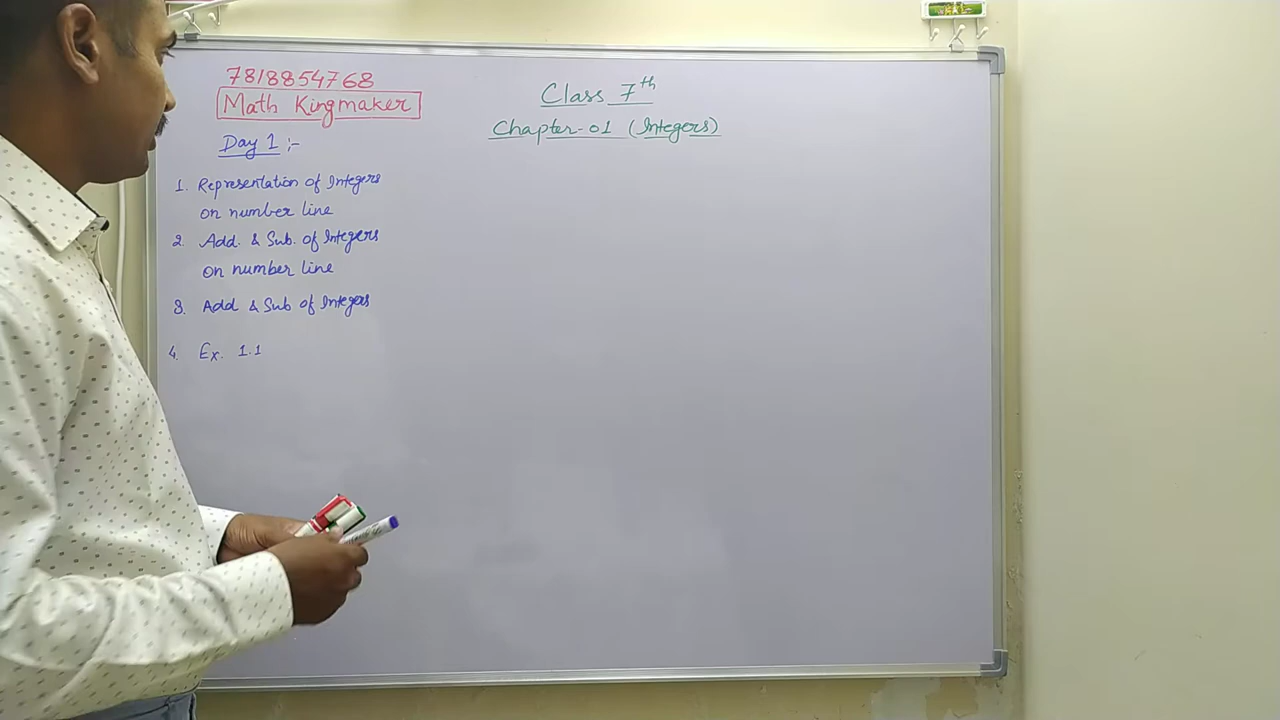 7818854768
Math Kingmaker
Class 7th
Chapter-01 (Integers)
Day 1 :-
1. Representation of Integers
on number line
2. Add. & Sub. of Integers
on number line
3. Add & Sub of Integers
4. Ex. 1.1